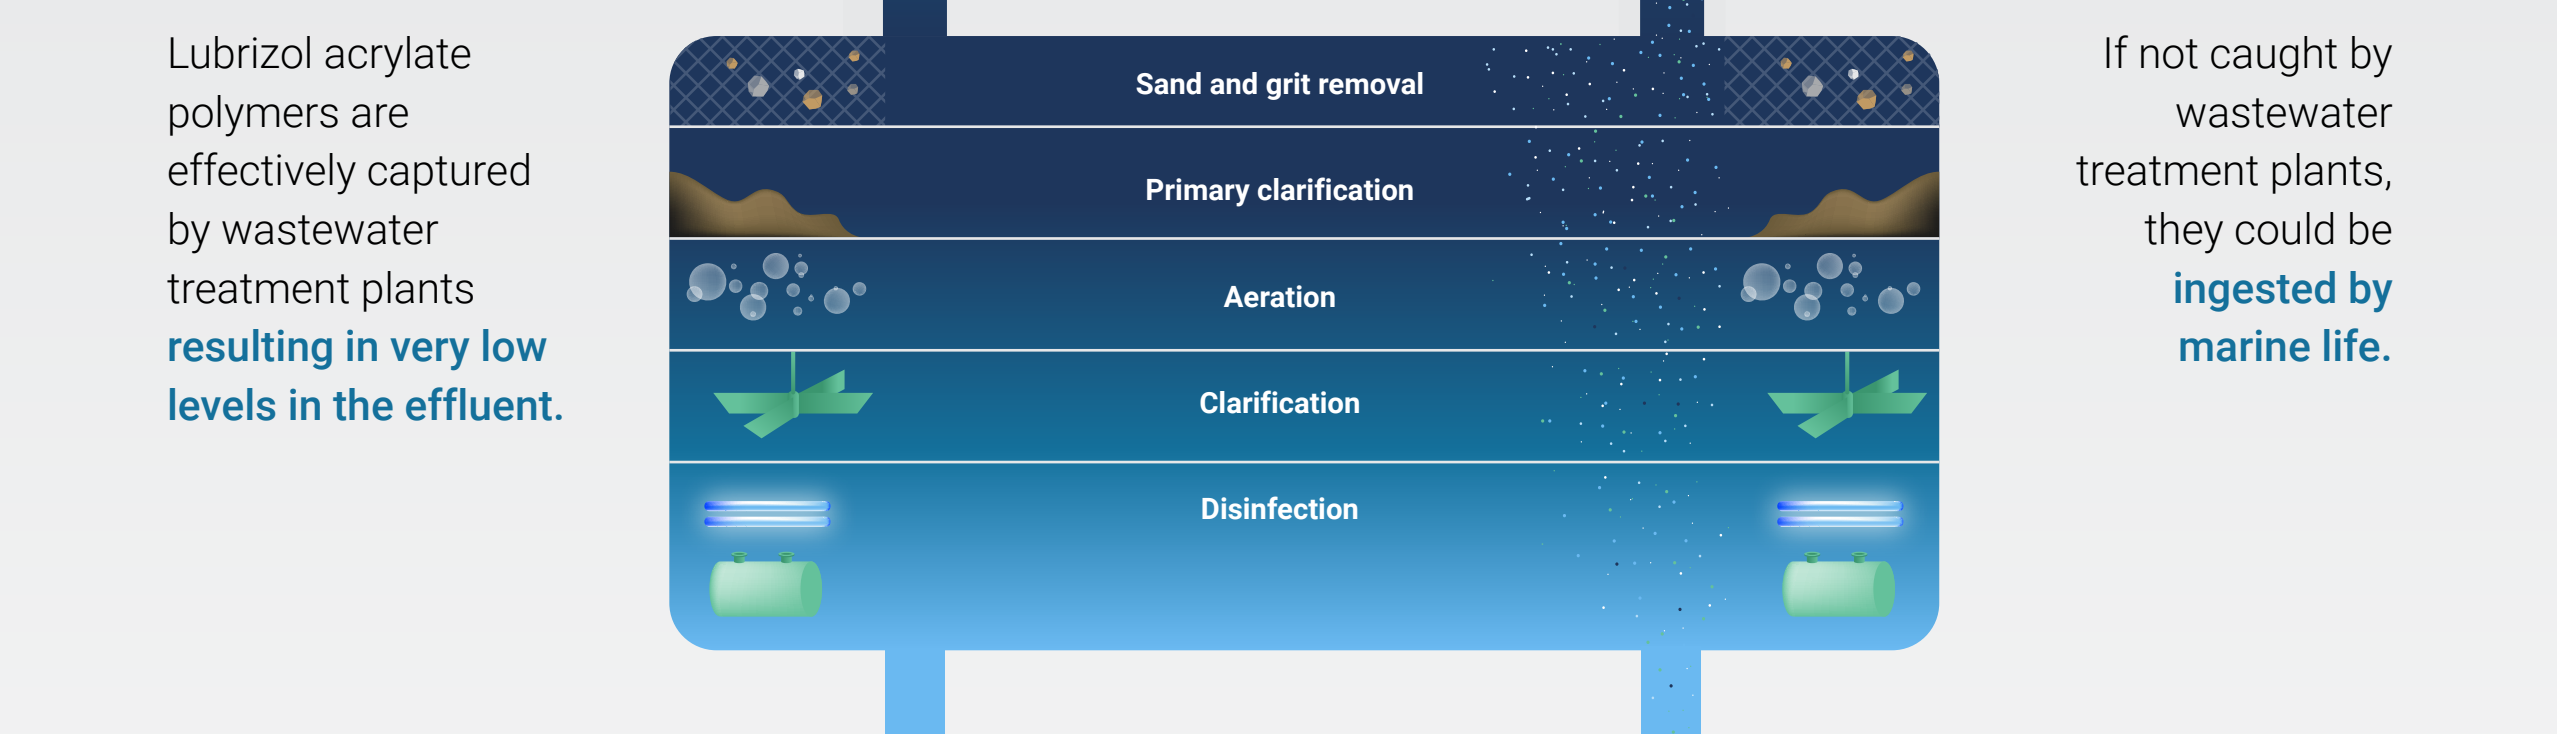 Lubrizol acrylate
polymers are
effectively captured
by wastewater
treatment plants
resulting in very low
levels in the effluent.
Sand and grit removal
Primary clarification
Aeration
Clarification
Disinfection
If not caught by
wastewater
treatment plants,
they could be
ingested by
marine life.